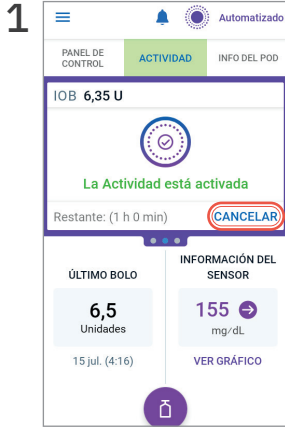 1
Automatizado
PANEL DE
CONTROL
ACTIVIDAD
INFO DEL POD
IOB 6,35 U
La Actividad está activada
Restante: (1 h 0 min)
CANCELAR
ÚLTIMO BOLO
6,5
Unidades
15 jul. (4:16)
INFORMACIÓN DEL
SENSOR
155
mg/dL
VER GRÁFICO